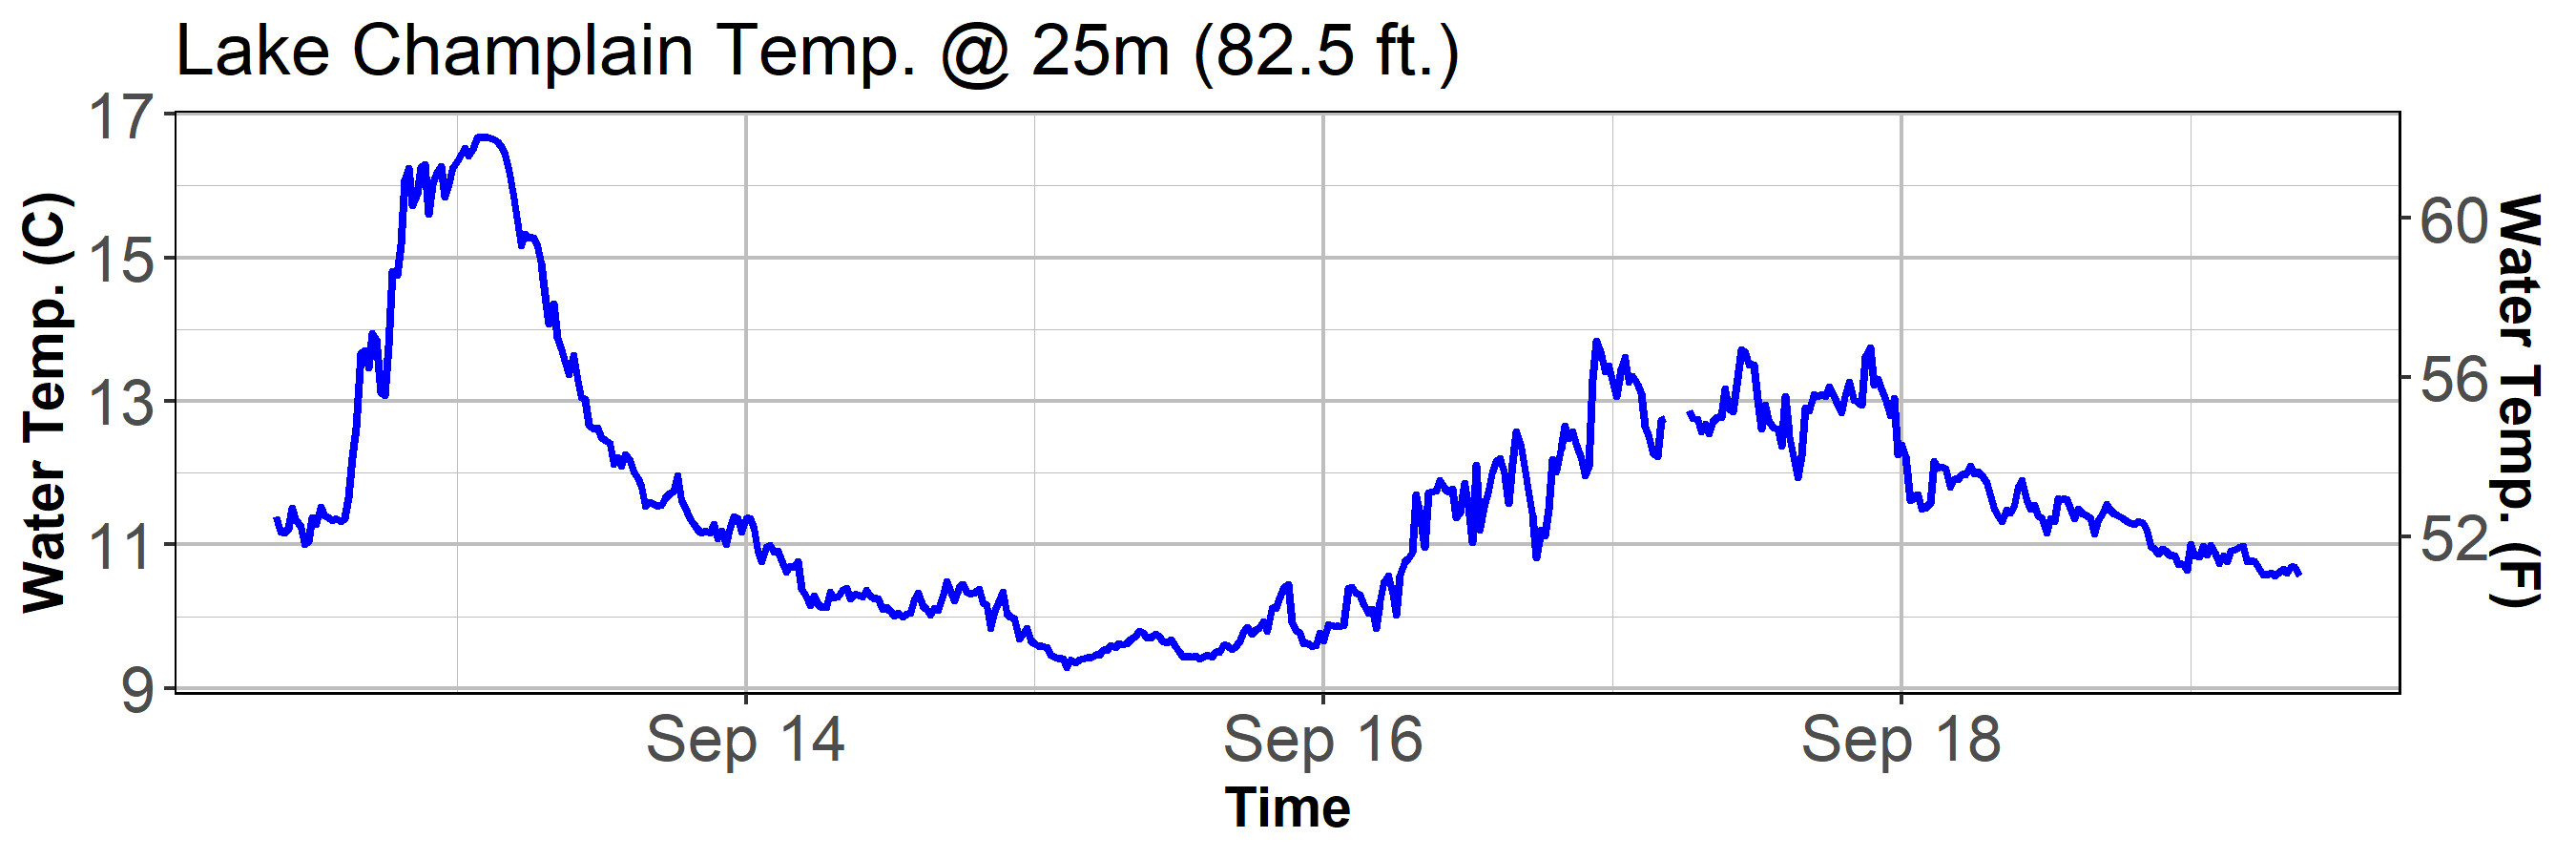 Lake Champlain Temp. @ 25m (82.5 ft.)
Water Temp. (C)
17
15
13
11
9
60
56
52
Water Temp. (F)
Sep 14
Sep 16
Sep 18
Time